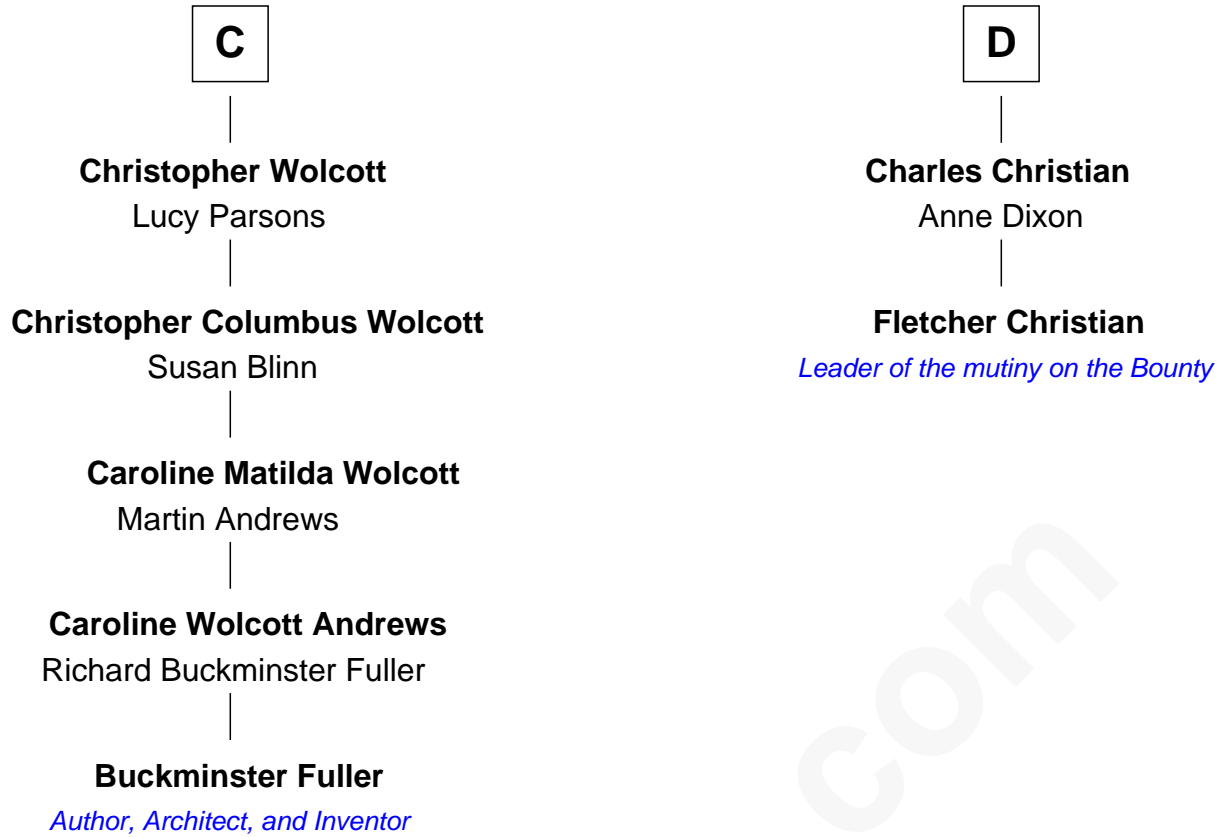 C
Christopher Wolcott
Lucy Parsons
Christopher Columbus Wolcott
Susan Blinn
Caroline Matilda Wolcott
Martin Andrews
Caroline Wolcott Andrews
Richard Buckminster Fuller
Buckminster Fuller
Author, Architect, and Inventor
D
Charles Christian
Anne Dixon
Fletcher Christian
Leader of the mutiny on the Bounty
com